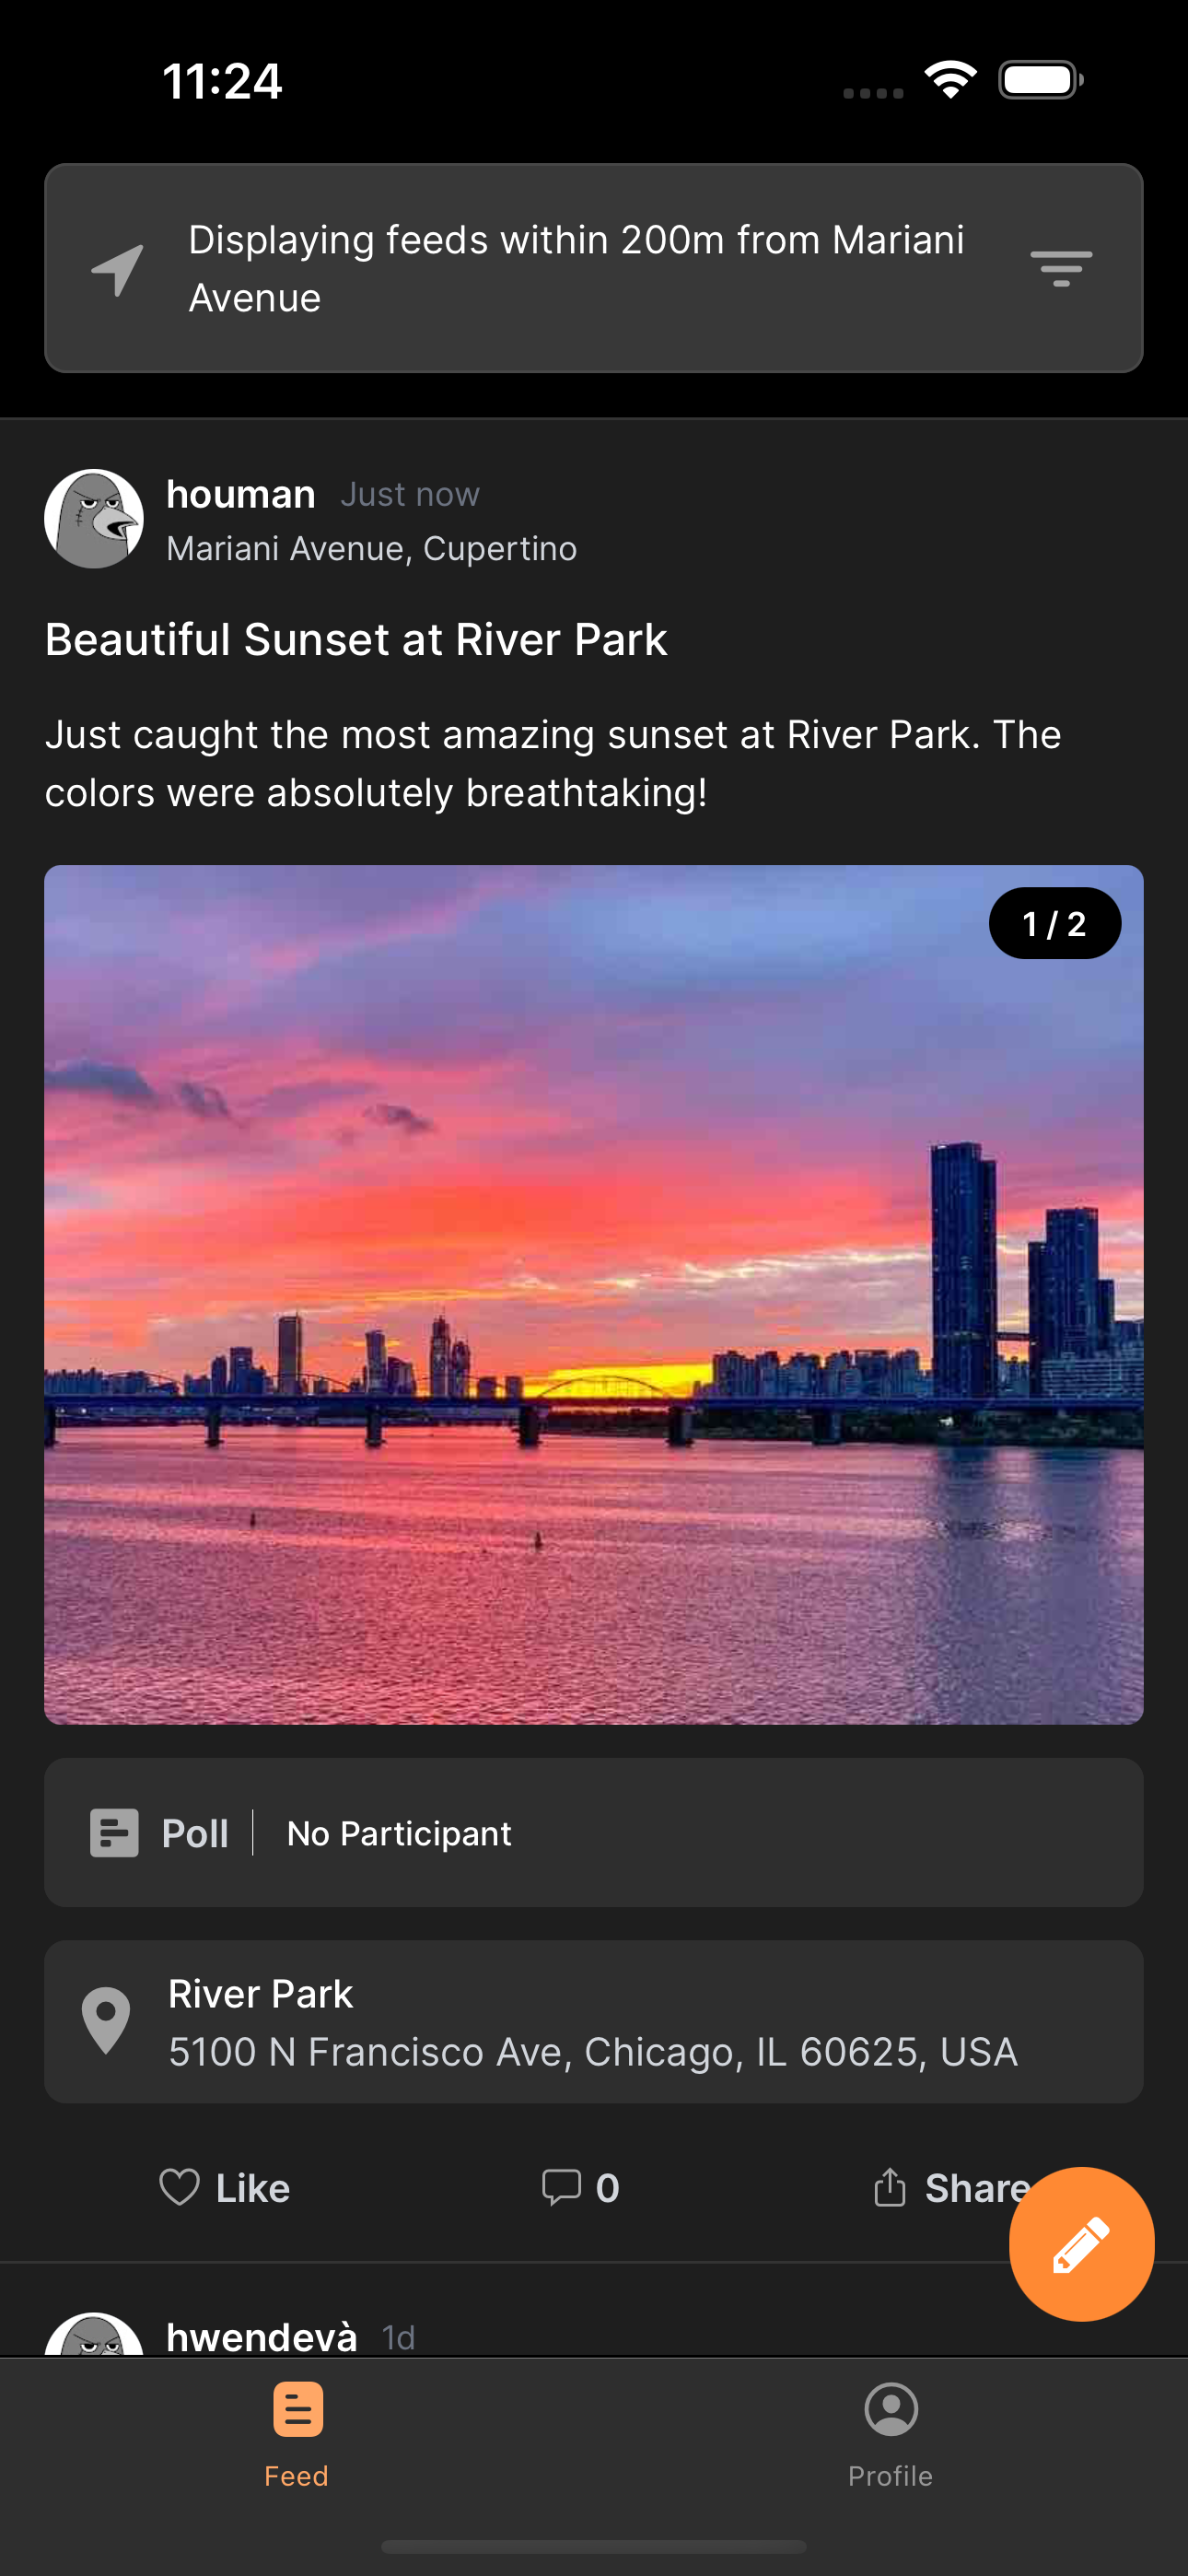 11:24
Displaying feeds within 200m from Mariani
Avenue
houman Just now
Mariani Avenue, Cupertino
Beautiful Sunset at River Park
Just caught the most amazing sunset at River Park. The
colors were absolutely breathtaking!
1 / 2
Poll No Participant
River Park
5100 N Francisco Ave, Chicago, IL 60625, USA
Like 0 Share
hwendevà 1d
Feed Profile